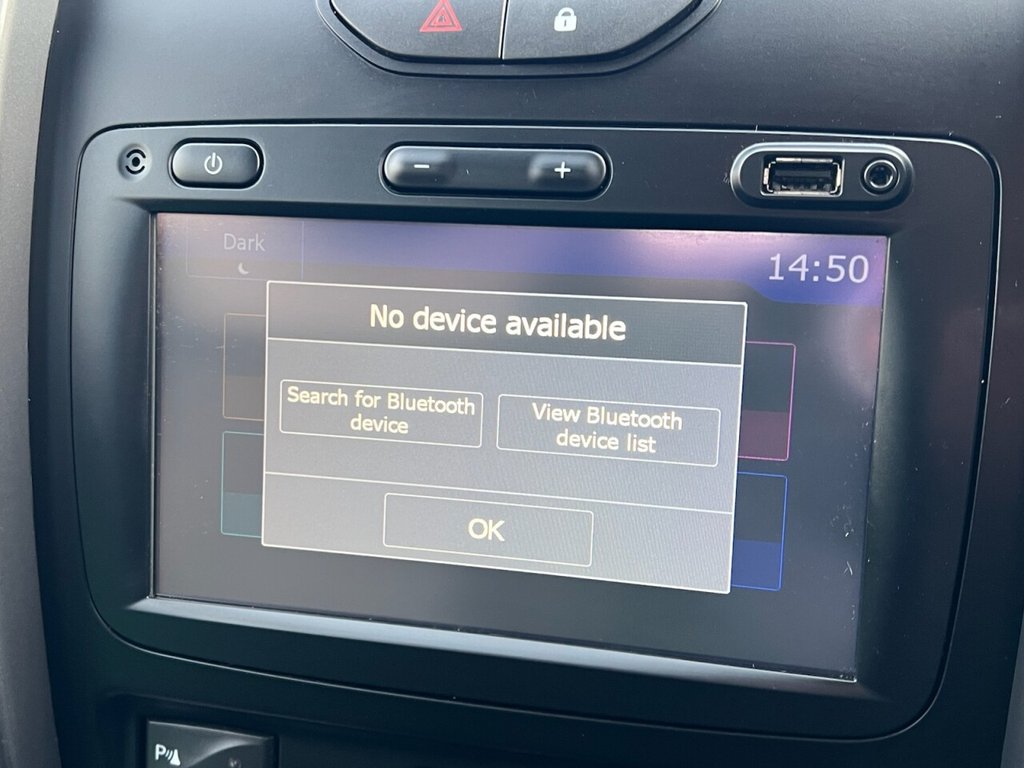 Dark
14:50
No device available
Search for Bluetooth
device
View Bluetooth
device list
OK
P